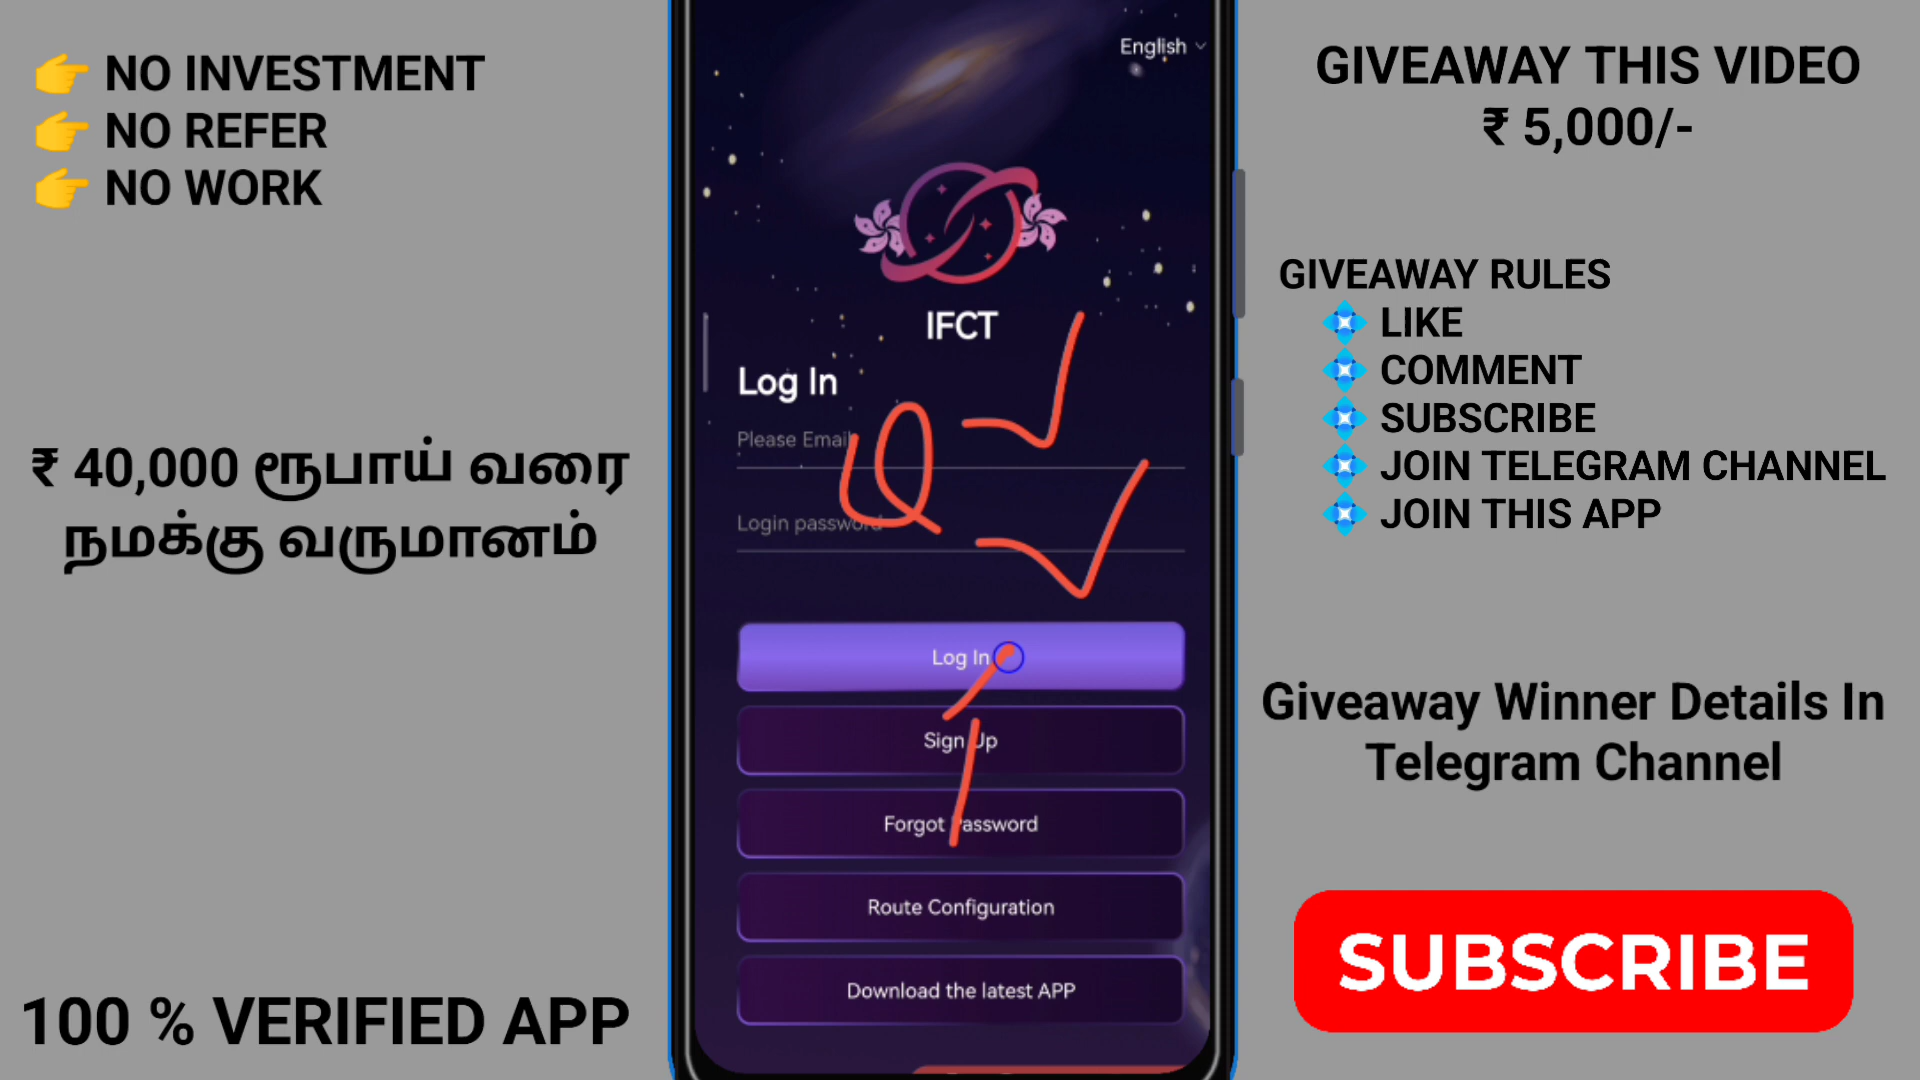 👉 NO INVESTMENT
👉 NO REFER
👉 NO WORK
₹ 40,000 ரூபாய் வரை
நமக்கு வருமானம்
100 % VERIFIED APP
English
IFCT
Log In
Please Email
Login password
Log In
Sign Up
Forgot Password
Route Configuration
Download the latest APP
GIVEAWAY THIS VIDEO
₹ 5,000/-
GIVEAWAY RULES
💠 LIKE
💠 COMMENT
💠 SUBSCRIBE
💠 JOIN TELEGRAM CHANNEL
💠 JOIN THIS APP
Giveaway Winner Details In
Telegram Channel
SUBSCRIBE